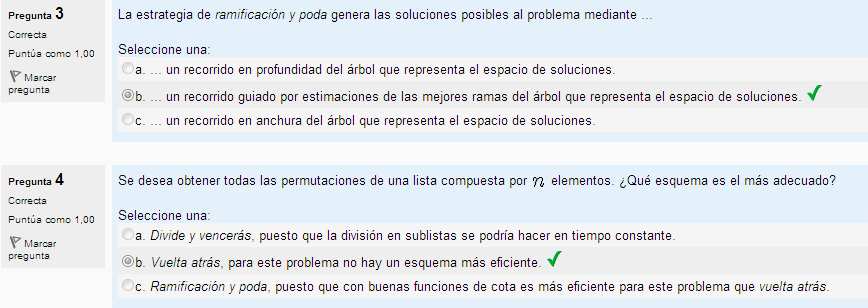 Pregunta 3
Correcta
Puntúa como 1,00
Marcar
pregunta
La estrategia de ramificación y poda genera las soluciones posibles al problema mediante ...
Seleccione una:
a. ... un recorrido en profundidad del árbol que representa el espacio de soluciones.
b. ... un recorrido guiado por estimaciones de las mejores ramas del árbol que representa el espacio de soluciones.
c. ... un recorrido en anchura del árbol que representa el espacio de soluciones.
Pregunta 4
Correcta
Puntúa como 1,00
Marcar
pregunta
Se desea obtener todas las permutaciones de una lista compuesta por n elementos. ¿Qué esquema es el más adecuado?
Seleccione una:
a. Divide y vencerás, puesto que la división en sublistas se podría hacer en tiempo constante.
b. Vuelta atrás, para este problema no hay un esquema más eficiente.
c. Ramificación y poda, puesto que con buenas funciones de cota es más eficiente para este problema que vuelta atrás.